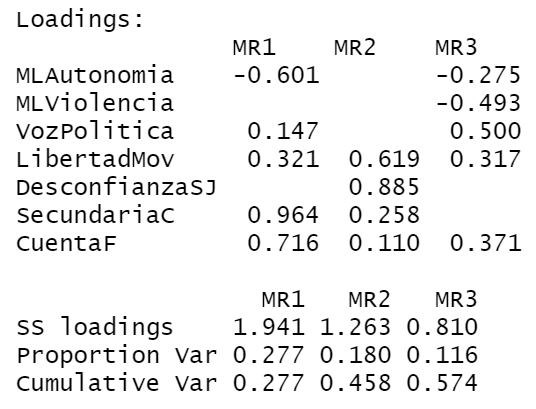 Loadings:
                 MR1    MR2    MR3
MLAutonomia     -0.601        -0.275
MLViolencia                   -0.493
VozPolitica      0.147         0.500
LibertadMov      0.321  0.619  0.317
DesconfianzaSJ          0.885
SecundariaC      0.964  0.258
CuentaF          0.716  0.110  0.371

                 MR1   MR2   MR3
SS loadings    1.941 1.263 0.810
Proportion Var 0.277 0.180 0.116
Cumulative Var 0.277 0.458 0.574